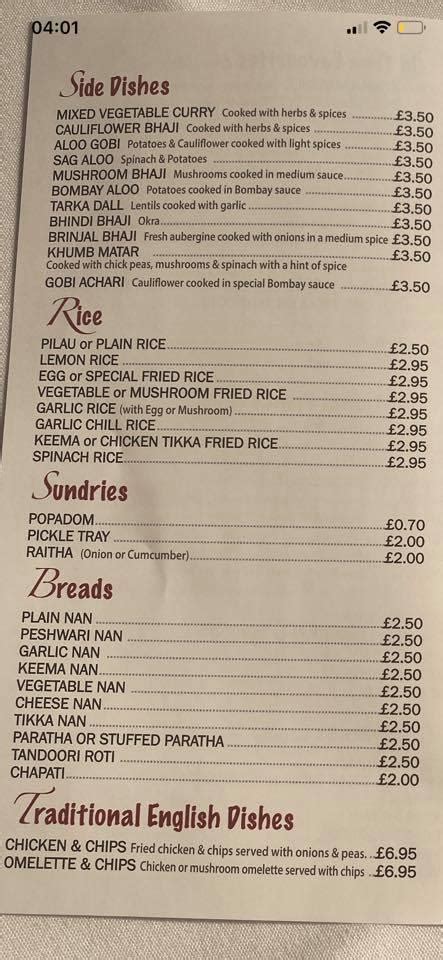 04:01
Side Dishes
MIXED VEGETABLE CURRY Cooked with herbs & spices ............£3.50
CAULIFLOWER BHAJI Cooked with herbs & spices ............£3.50
ALOO GOBI Potatoes & Cauliflower cooked with light spices ............£3.50
SAG ALOO Spinach & Potatoes ............£3.50
MUSHROOM BHAJI Mushrooms cooked in medium sauce............£3.50
BOMBAY ALOO Potatoes cooked in Bombay sauce ............£3.50
TARKA DALL Lentils cooked with garlic ............£3.50
BHINDI BHAJI Okra............£3.50
BRINJAL BHAJI Fresh aubergine cooked with onions in a medium spice £3.50
KHUMB MATAR ............£3.50
Cooked with chick peas, mushrooms & spinach with a hint of spice
GOBI ACHARI Cauliflower cooked in special Bombay sauce ............£3.50
Rice
PILAU or PLAIN RICE............£2.50
LEMON RICE............£2.95
EGG or SPECIAL FRIED RICE............£2.95
VEGETABLE or MUSHROOM FRIED RICE ............£2.95
GARLIC RICE (with Egg or Mushroom) ............£2.95
GARLIC CHILL RICE............£2.95
KEEMA or CHICKEN TIKKA FRIED RICE............£2.95
SPINACH RICE............£2.95
Sundries
POPADOM............£0.70
PICKLE TRAY ............£2.00
RAITHA (Onion or Cumcumber)............£2.00
Breads
PLAIN NAN ............£2.50
PESHWARI NAN ............£2.50
GARLIC NAN ............£2.50
KEEMA NAN............£2.50
VEGETABLE NAN ............£2.50
CHEESE NAN............£2.50
TIKKA NAN ............£2.50
PARATHA OR STUFFED PARATHA ............£2.50
TANDOORI ROTI ............£2.50
CHAPATI............£2.00
Traditional English Dishes
CHICKEN & CHIPS Fried chicken & chips served with onions & peas. ..£6.95
OMELETTE & CHIPS Chicken or mushroom omelette served with chips ..£6.95